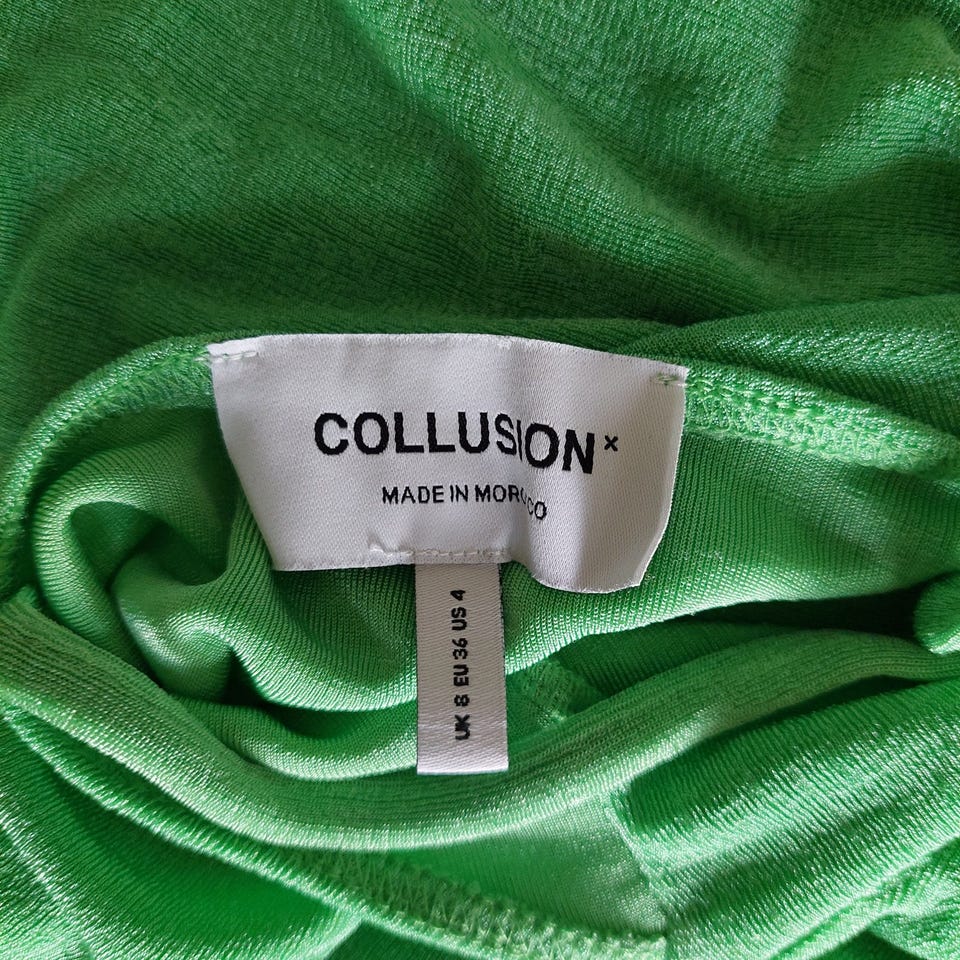 COLLUSION×
MADE IN MOROCCO
UK 8 EU 36 US 4